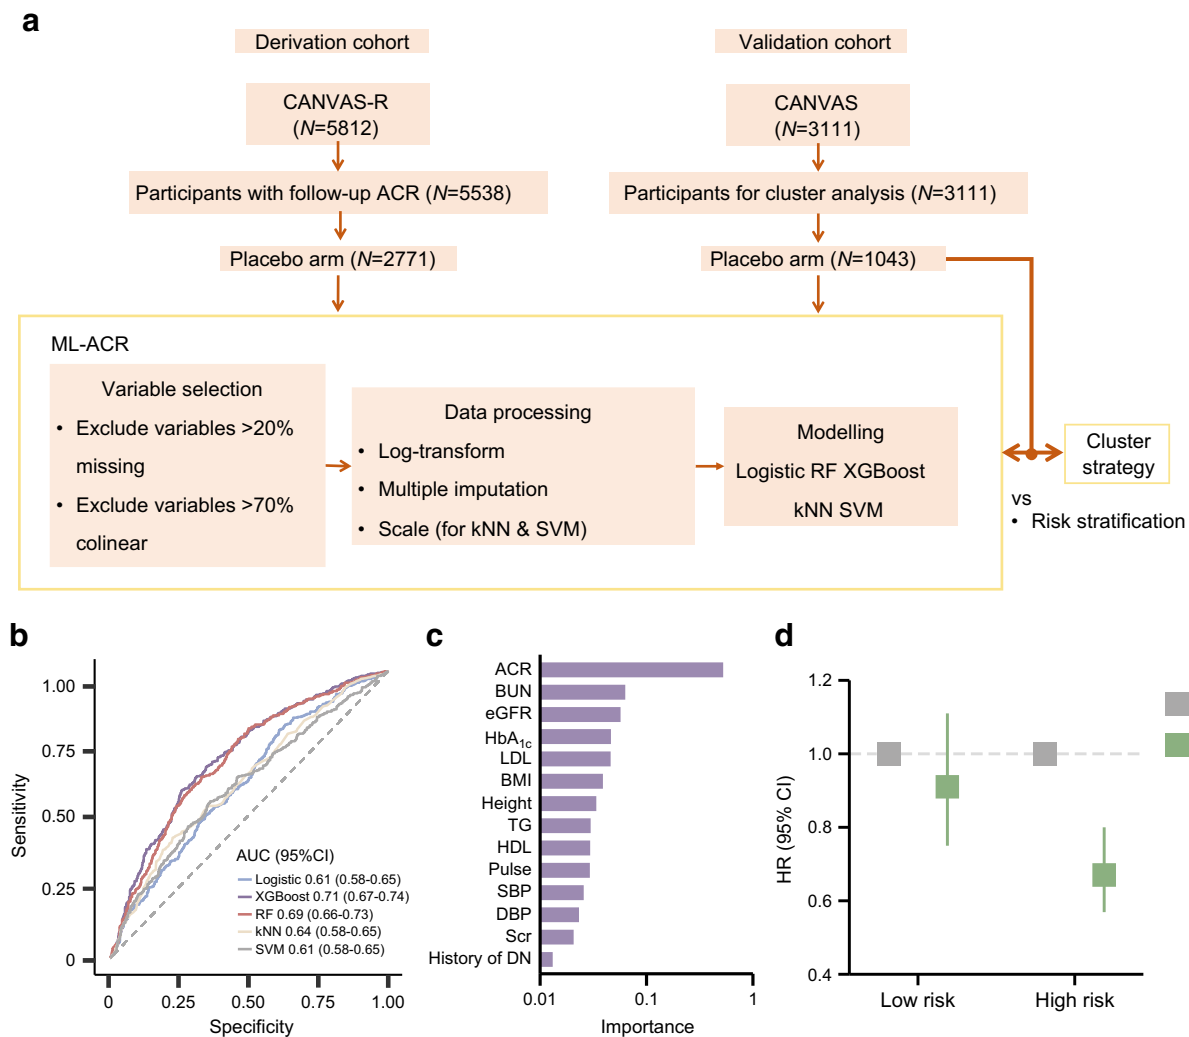 a
Derivation cohort
Validation cohort
CANVAS-R
(N=5812)
CANVAS
(N=3111)
Participants with follow-up ACR (N=5538)
Participants for cluster analysis (N=3111)
Placebo arm (N=2771)
Placebo arm (N=1043)
ML-ACR
Variable selection
• Exclude variables >20%
missing
• Exclude variables >70%
colinear
Data processing
• Log-transform
• Multiple imputation
• Scale (for kNN & SVM)
Modelling
Logistic RF XGBoost
kNN SVM
Cluster
strategy
vs
• Risk stratification
b
Sensitivity
1.00
0.75
0.50
0.25
0
AUC (95%CI)
Logistic 0.61 (0.58-0.65)
XGBoost 0.71 (0.67-0.74)
RF 0.69 (0.66-0.73)
kNN 0.64 (0.58-0.65)
SVM 0.61 (0.58-0.65)
0 0.25 0.50 0.75 1.00
Specificity
c
ACR
BUN
eGFR
HbA1c
LDL
BMI
Height
TG
HDL
Pulse
SBP
DBP
Scr
History of DN
0.01 0.1 1
Importance
d
HR (95% CI)
1.2
1.0
0.8
0.6
0.4
Low risk High risk